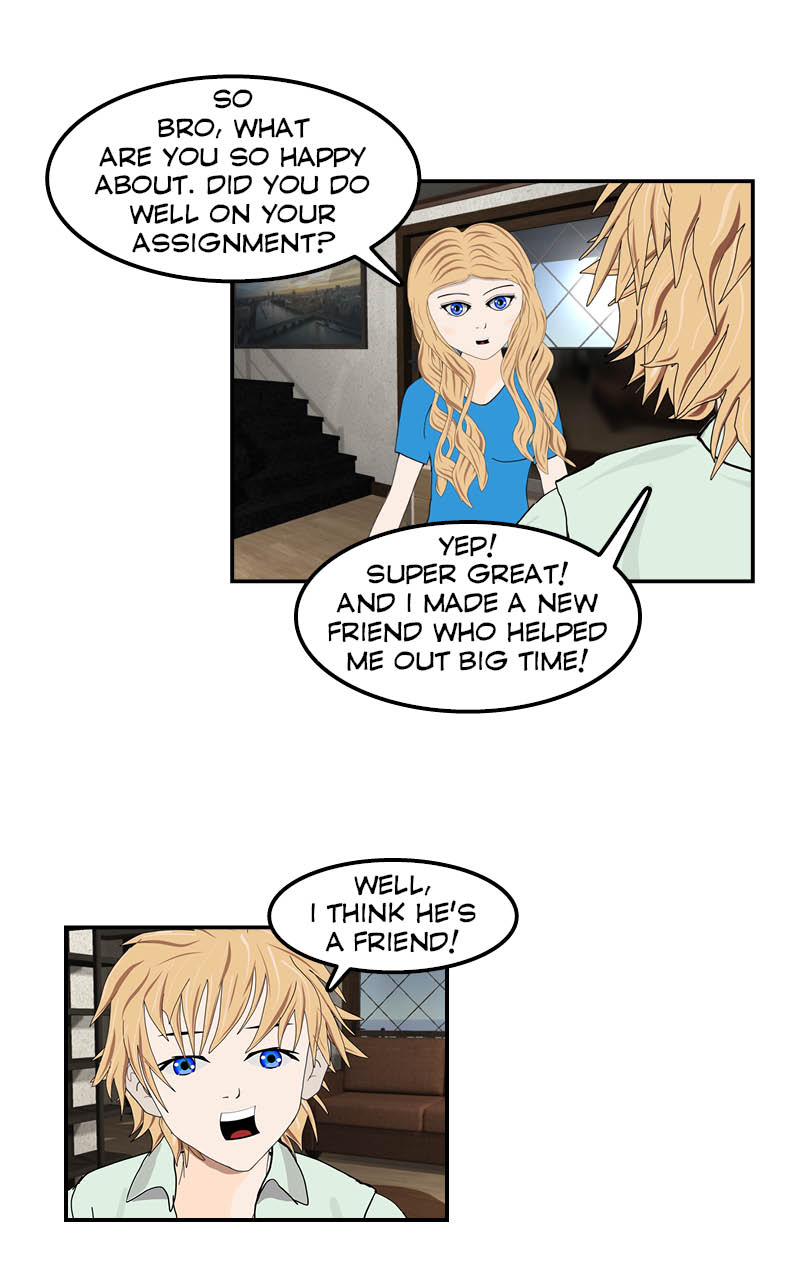 SO
BRO, WHAT
ARE YOU SO HAPPY
ABOUT. DID YOU DO
WELL ON YOUR
ASSIGNMENT?
YEP!
SUPER GREAT!
AND I MADE A NEW
FRIEND WHO HELPED
ME OUT BIG TIME!
WELL,
I THINK HE'S
A FRIEND!